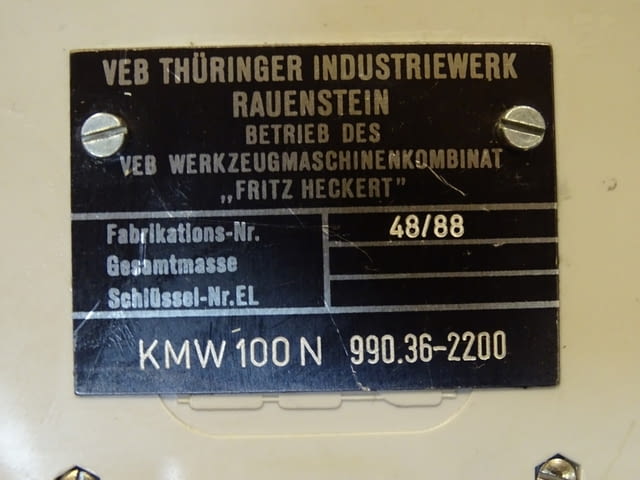 VEB THÜRINGER INDUSTRIEWERK
RAUENSTEIN
BETRIEB DES
VEB WERKZEUGMASCHINENKOMBINAT
„FRITZ HECKERT"
Fabrikations-Nr. 48/88
Gesamtmasse
Schlüssel-Nr. EL
KMW 100 N 990.36-2200